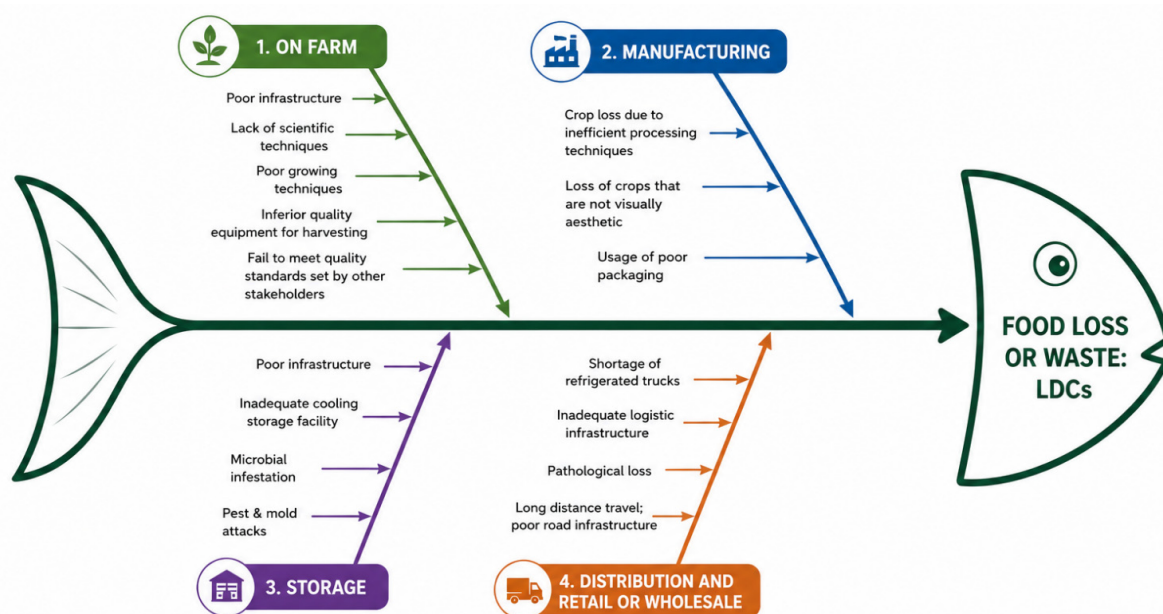 1. ON FARM
Poor infrastructure
Lack of scientific
techniques
Poor growing
techniques
Inferior quality
equipment for harvesting
Fail to meet quality
standards set by other
stakeholders
2. MANUFACTURING
Crop loss due to
inefficient processing
techniques
Loss of crops that
are not visually
aesthetic
Usage of poor
packaging
FOOD LOSS
OR WASTE:
LDCs
Poor infrastructure
Inadequate cooling
storage facility
Microbial
infestation
Pest & mold
attacks
3. STORAGE
Shortage of
refrigerated trucks
Inadequate logistic
infrastructure
Pathological loss
Long distance travel;
poor road infrastructure
4. DISTRIBUTION AND
RETAIL OR WHOLESALE